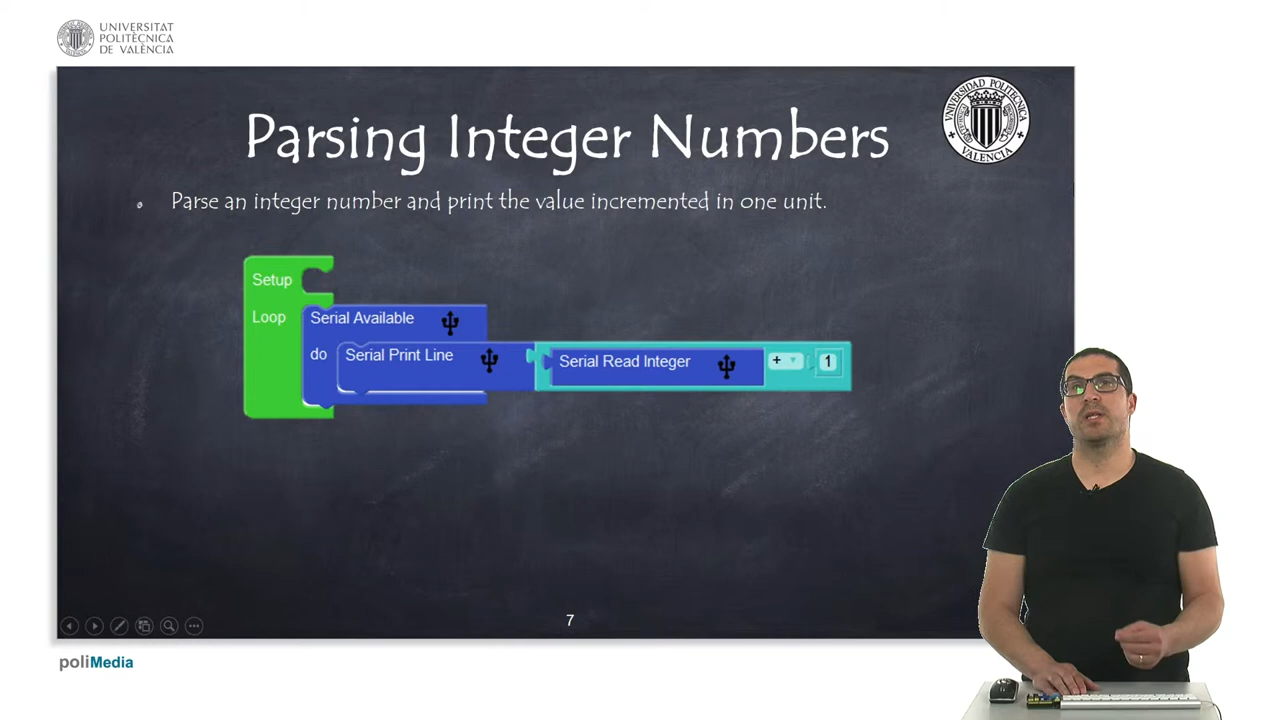 UNIVERSITAT
POLITÈCNICA
DE VALÈNCIA
UNIVERSIDAD POLITECNICA
VALENCIA
Parsing Integer Numbers
Parse an integer number and print the value incremented in one unit.
Setup
Loop
Serial Available
do
Serial Print Line
Serial Read Integer
+
1
7
poliMedia